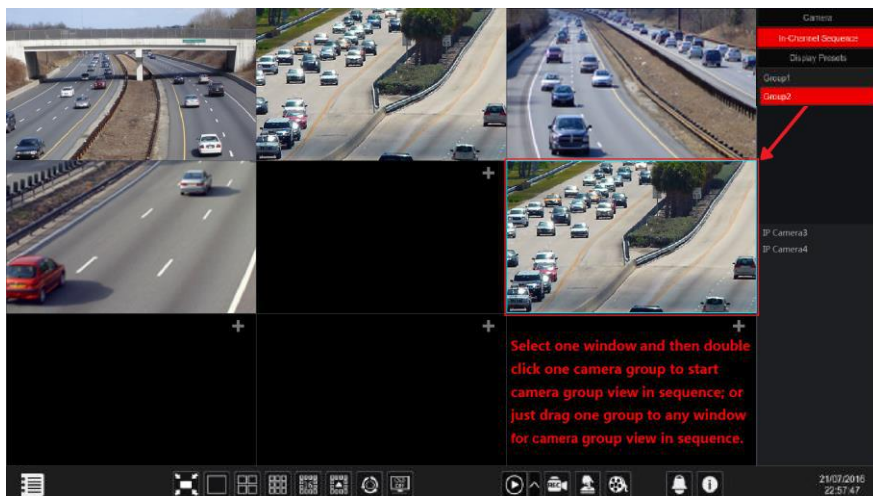 Camera
In-Channel Sequence
Display Presets
Group1
Group2
IP Camera3
IP Camera4
Select one window and then double
click one camera group to start
camera group view in sequence; or
just drag one group to any window
for camera group view in sequence.
REC
21/07/2016
22:57:47